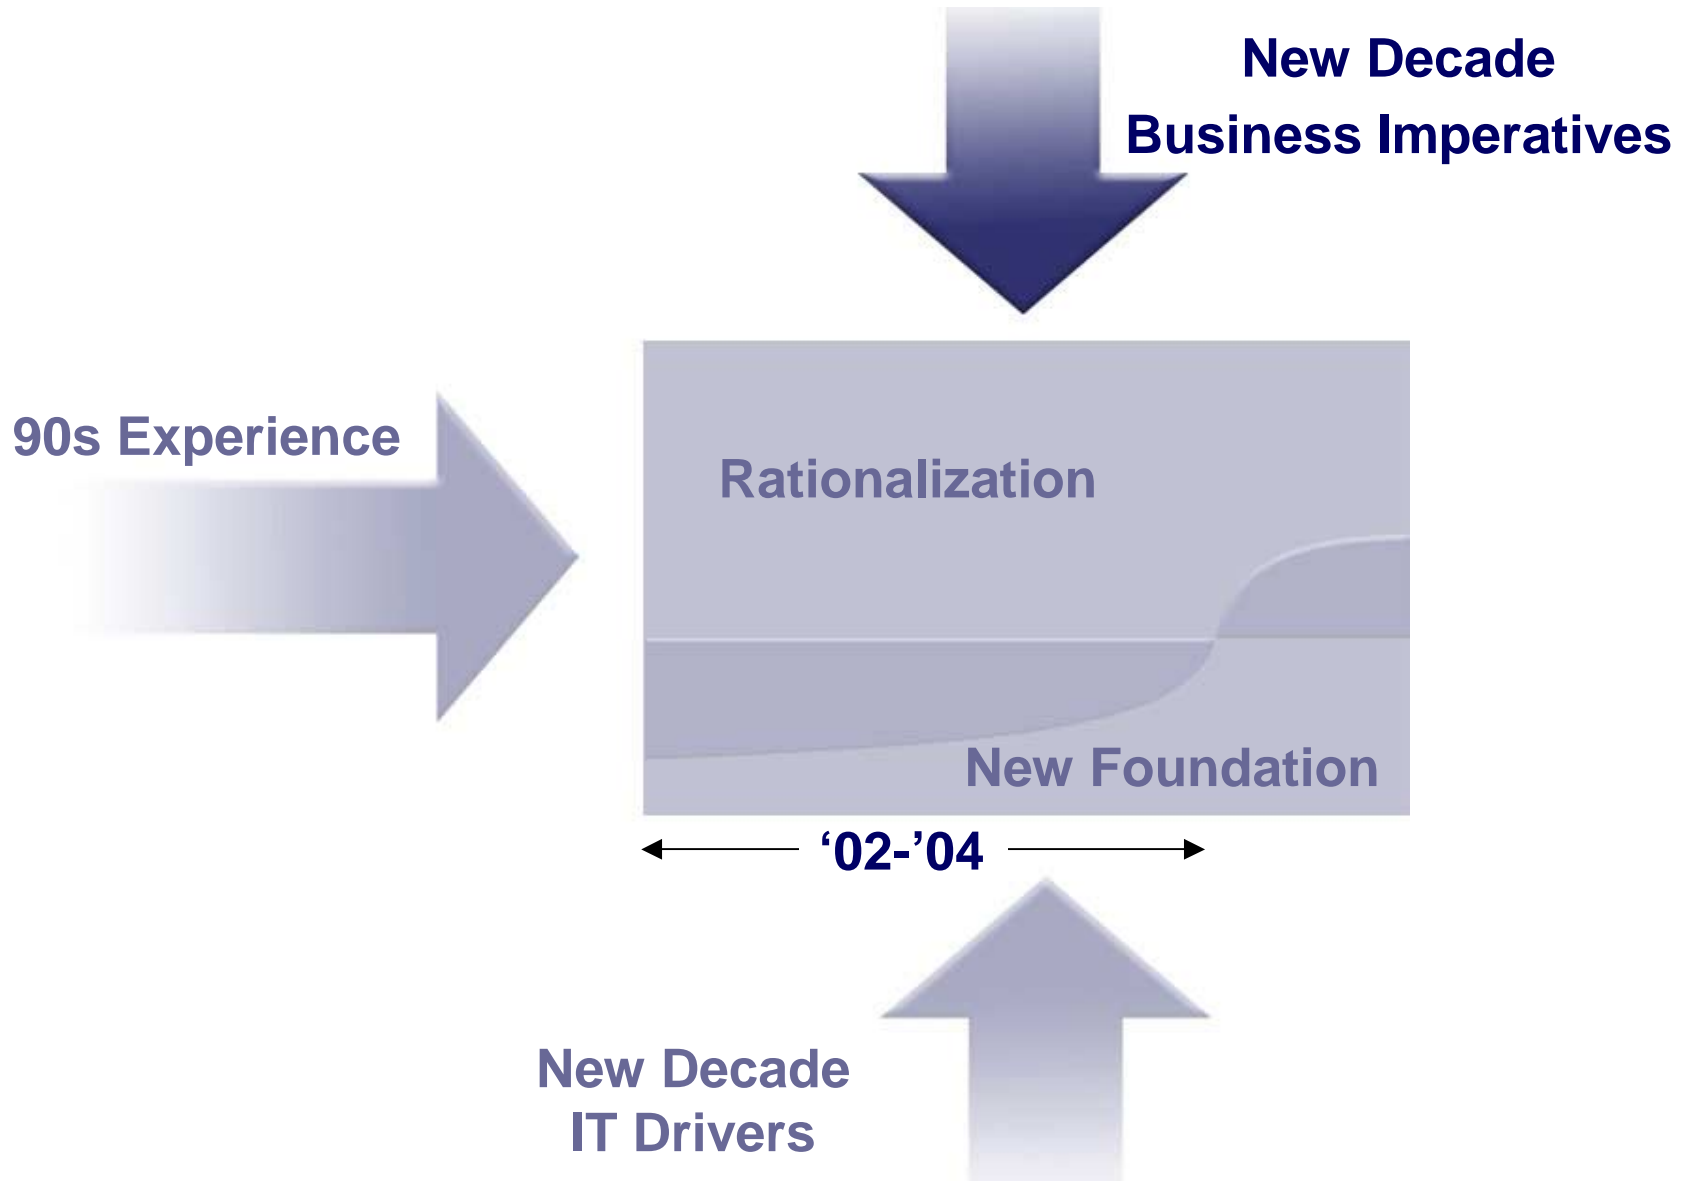 New Decade
Business Imperatives
90s Experience
Rationalization
New Foundation
‘02-’04
New Decade
IT Drivers